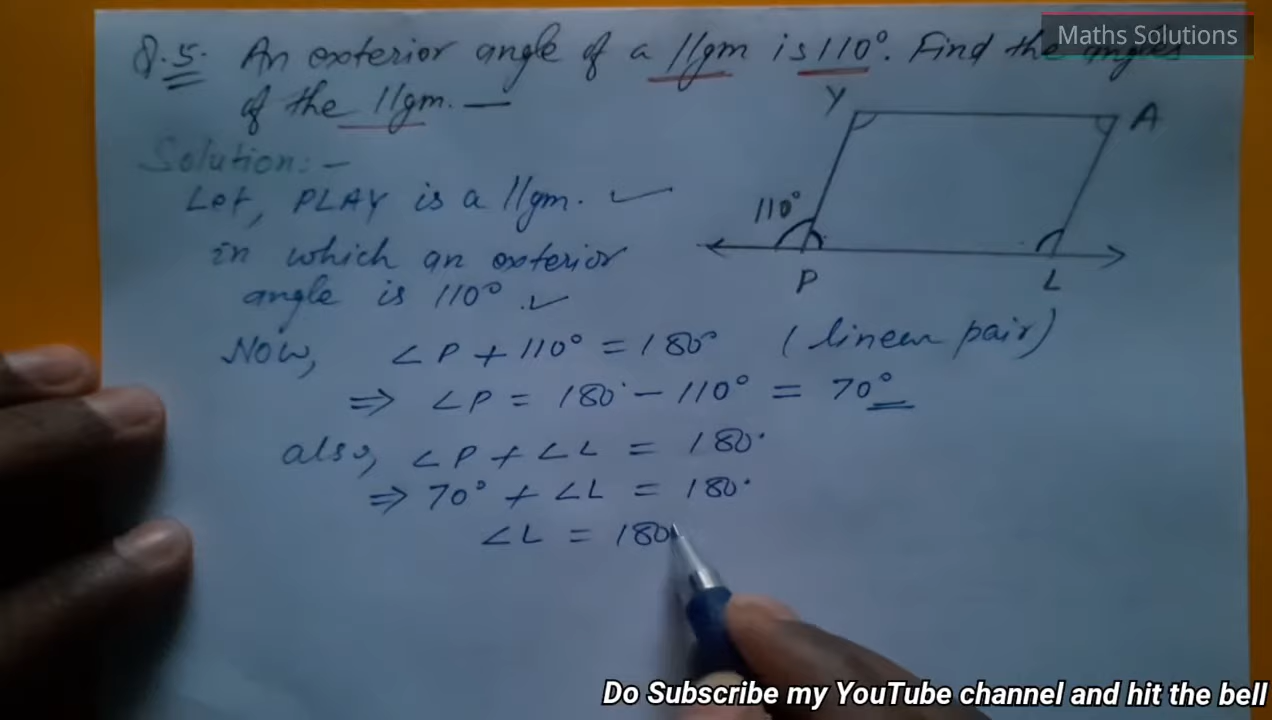 Maths Solutions
Q.5. An exterior angle of a ||gm is 110°. Find the angles
of the ||gm. —
Solution:-
Let, PLAY is a ||gm. ✓
in which an exterior
angle is 110° ✓
Y
A
110°
P
L
Now, ∠P + 110° = 180° (linear pair)
⇒ ∠P = 180° - 110° = 70°
also, ∠P + ∠L = 180°
⇒ 70° + ∠L = 180°
∠L = 180
Do Subscribe my YouTube channel and hit the bell